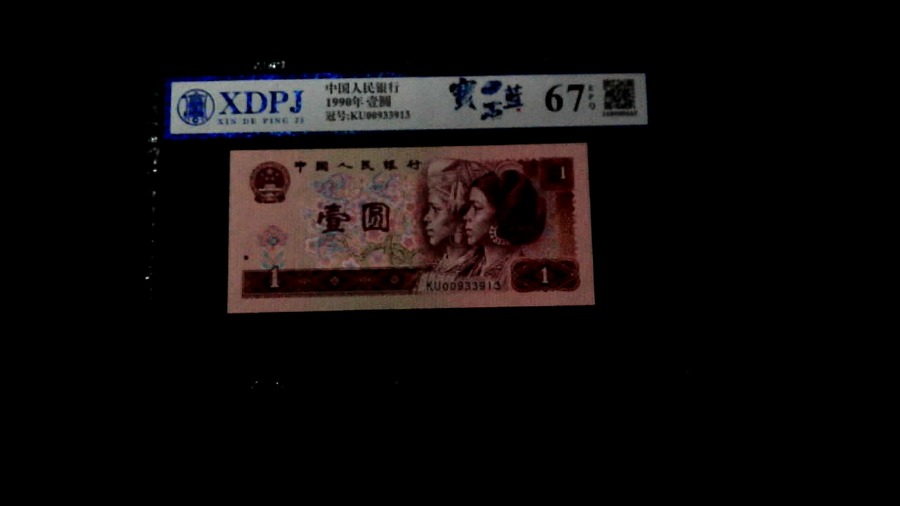 XDPJ
XIN DE PING JI
中国人民银行
1990年 壹圆
冠号:KU00933913
67
EPQ
中国人民银行
1
壹圆
1
KU00933913
1